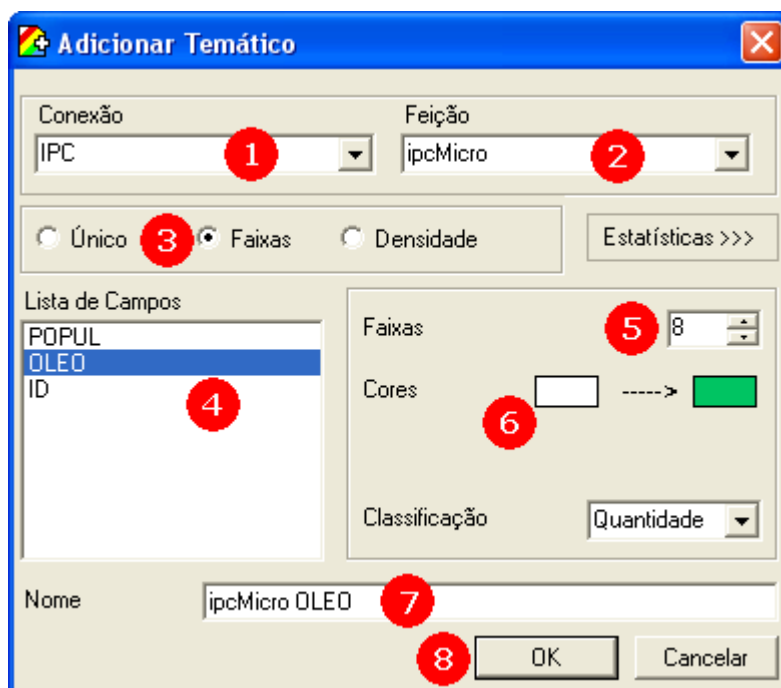 Adicionar Temático
Conexão Feição
IPC 1 ipcMicro 2
Único 3 Faixas Densidade Estatísticas >>>
Lista de Campos
POPUL
OLEO
ID
4
Faixas 5 8
Cores -----> 
6
Classificação Quantidade
Nome ipcMicro OLEO 7
8 OK Cancelar